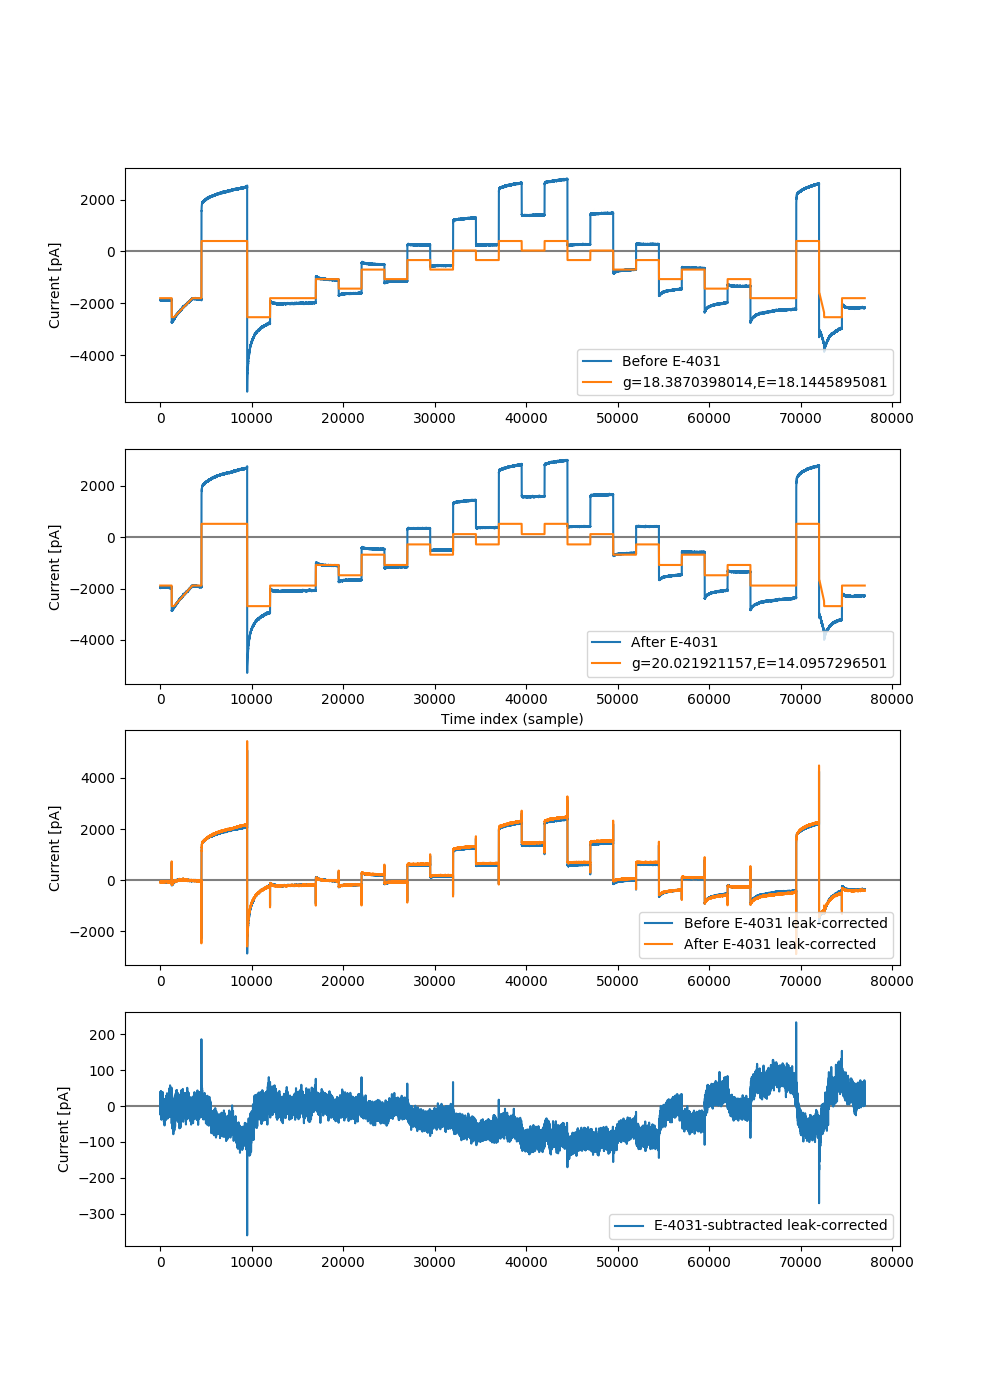 2000
0
−2000
−4000
Current [pA]
Before E-4031
g=18.3870398014,E=18.1445895081
0 10000 20000 30000 40000 50000 60000 70000 80000
2000
0
−2000
−4000
Current [pA]
After E-4031
g=20.021921157,E=14.0957296501
0 10000 20000 30000 40000 50000 60000 70000 80000
Time index (sample)
4000
2000
0
−2000
Current [pA]
Before E-4031 leak-corrected
After E-4031 leak-corrected
0 10000 20000 30000 40000 50000 60000 70000 80000
200
100
0
−100
−200
−300
Current [pA]
E-4031-subtracted leak-corrected
0 10000 20000 30000 40000 50000 60000 70000 80000